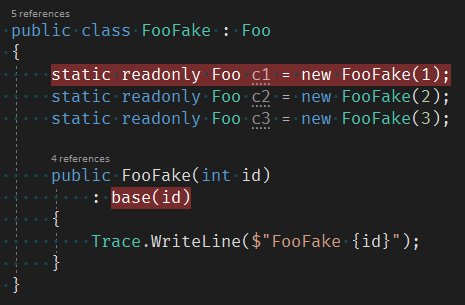 5 references
public class FooFake : Foo
{
static readonly Foo c1 = new FooFake(1);
static readonly Foo c2 = new FooFake(2);
static readonly Foo c3 = new FooFake(3);
4 references
public FooFake(int id)
: base(id)
{
Trace.WriteLine($"FooFake {id}");
}
}